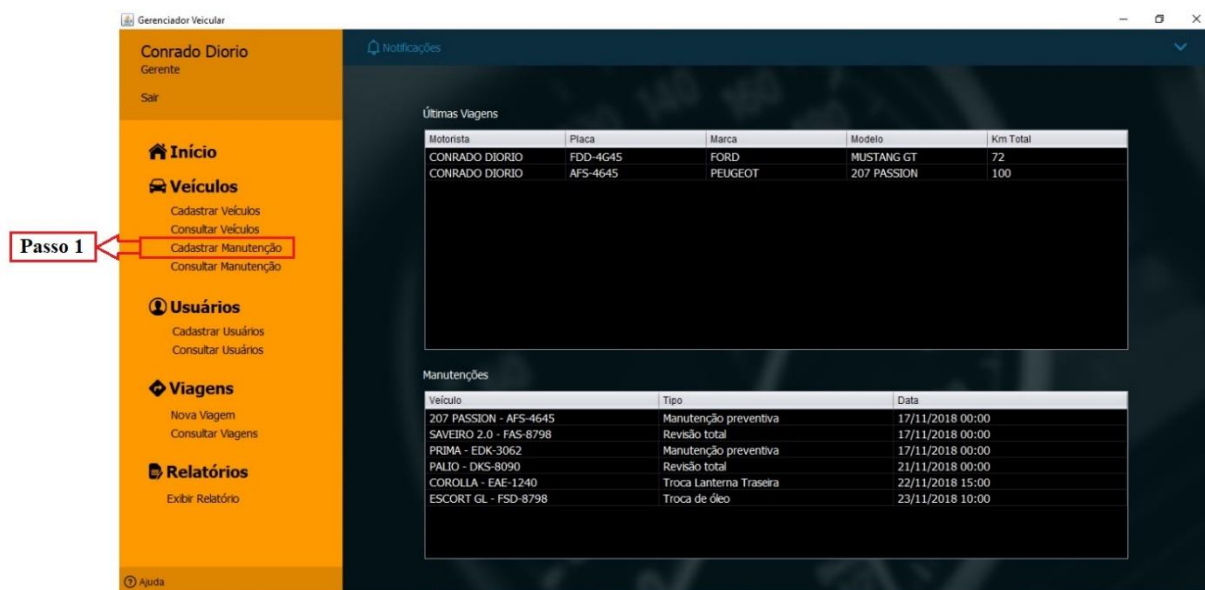 Gerenciador Veicular
Conrado Diorio
Gerente
Sair
Notificações
Início
Veículos
Cadastrar Veículos
Consultar Veículos
Passo 1
Cadastrar Manutenção
Consultar Manutenção
Usuários
Cadastrar Usuários
Consultar Usuários
Viagens
Nova Viagem
Consultar Viagens
Relatórios
Exibir Relatório
Ajuda
Últimas Viagens
Motorista Placa Marca Modelo Km Total
CONRADO DIORIO FDD-4G45 FORD MUSTANG GT 72
CONRADO DIORIO AFS-4645 PEUGEOT 207 PASSION 100
Manutenções
Veículo Tipo Data
207 PASSION - AFS-4645 Manutenção preventiva 17/11/2018 00:00
SAVEIRO 2.0 - FAS-8798 Revisão total 17/11/2018 00:00
PRIMA - EDK-3062 Manutenção preventiva 17/11/2018 00:00
PALIO - DKS-8090 Revisão total 21/11/2018 00:00
COROLLA - EAE-1240 Troca Lanterna Traseira 22/11/2018 15:00
ESCORT GL - FSD-8798 Troca de óleo 23/11/2018 10:00